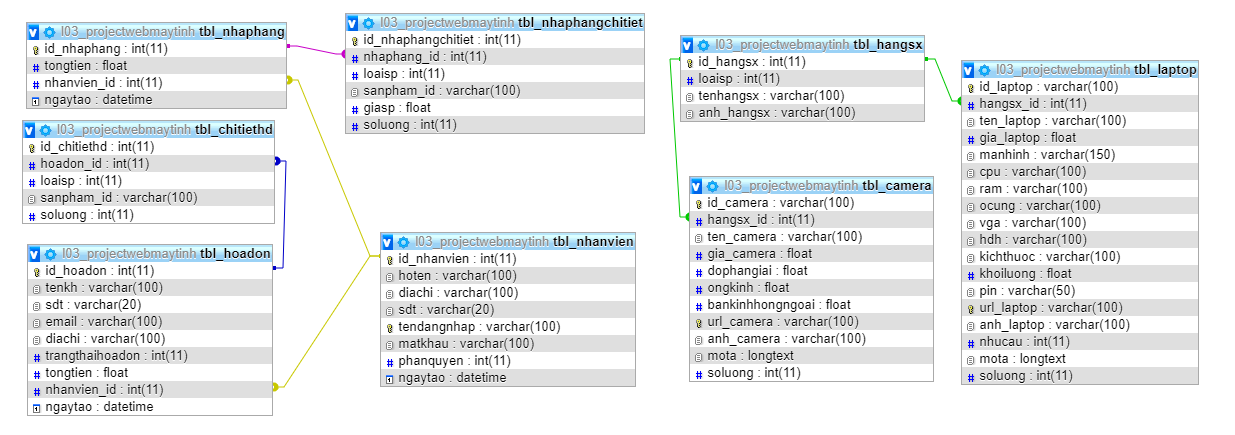 l03_projectwebmaytinh tbl_nhaphang
id_nhaphang : int(11)
tongtien : float
nhanvien_id : int(11)
ngaytao : datetime
l03_projectwebmaytinh tbl_nhaphangchitiet
id_nhaphangchitiet : int(11)
nhaphang_id : int(11)
loaisp : int(11)
sanpham_id : varchar(100)
giasp : float
soluong : int(11)
l03_projectwebmaytinh tbl_chitiethd
id_chitiethd : int(11)
hoadon_id : int(11)
loaisp : int(11)
sanpham_id : varchar(100)
soluong : int(11)
l03_projectwebmaytinh tbl_hoadon
id_hoadon : int(11)
tenkh : varchar(100)
sdt : varchar(20)
email : varchar(100)
diachi : varchar(100)
trangthaihoadon : int(11)
tongtien : float
nhanvien_id : int(11)
ngaytao : datetime
l03_projectwebmaytinh tbl_nhanvien
id_nhanvien : int(11)
hoten : varchar(100)
diachi : varchar(100)
sdt : varchar(20)
tendangnhap : varchar(100)
matkhau : varchar(100)
phanquyen : int(11)
ngaytao : datetime
l03_projectwebmaytinh tbl_hangsx
id_hangsx : int(11)
loaisp : int(11)
tenhangsx : varchar(100)
anh_hangsx : varchar(100)
l03_projectwebmaytinh tbl_camera
id_camera : varchar(100)
hangsx_id : int(11)
ten_camera : varchar(100)
gia_camera : float
dophangiai : float
ongkinh : float
bankinhhongngoai : float
url_camera : varchar(100)
anh_camera : varchar(100)
mota : longtext
soluong : int(11)
l03_projectwebmaytinh tbl_laptop
id_laptop : varchar(100)
hangsx_id : int(11)
ten_laptop : varchar(100)
gia_laptop : float
manhinh : varchar(150)
cpu : varchar(100)
ram : varchar(100)
ocung : varchar(100)
vga : varchar(100)
hdh : varchar(100)
kichthuoc : varchar(100)
khoiluong : float
pin : varchar(50)
url_laptop : varchar(100)
anh_laptop : varchar(100)
nhucau : int(11)
mota : longtext
soluong : int(11)